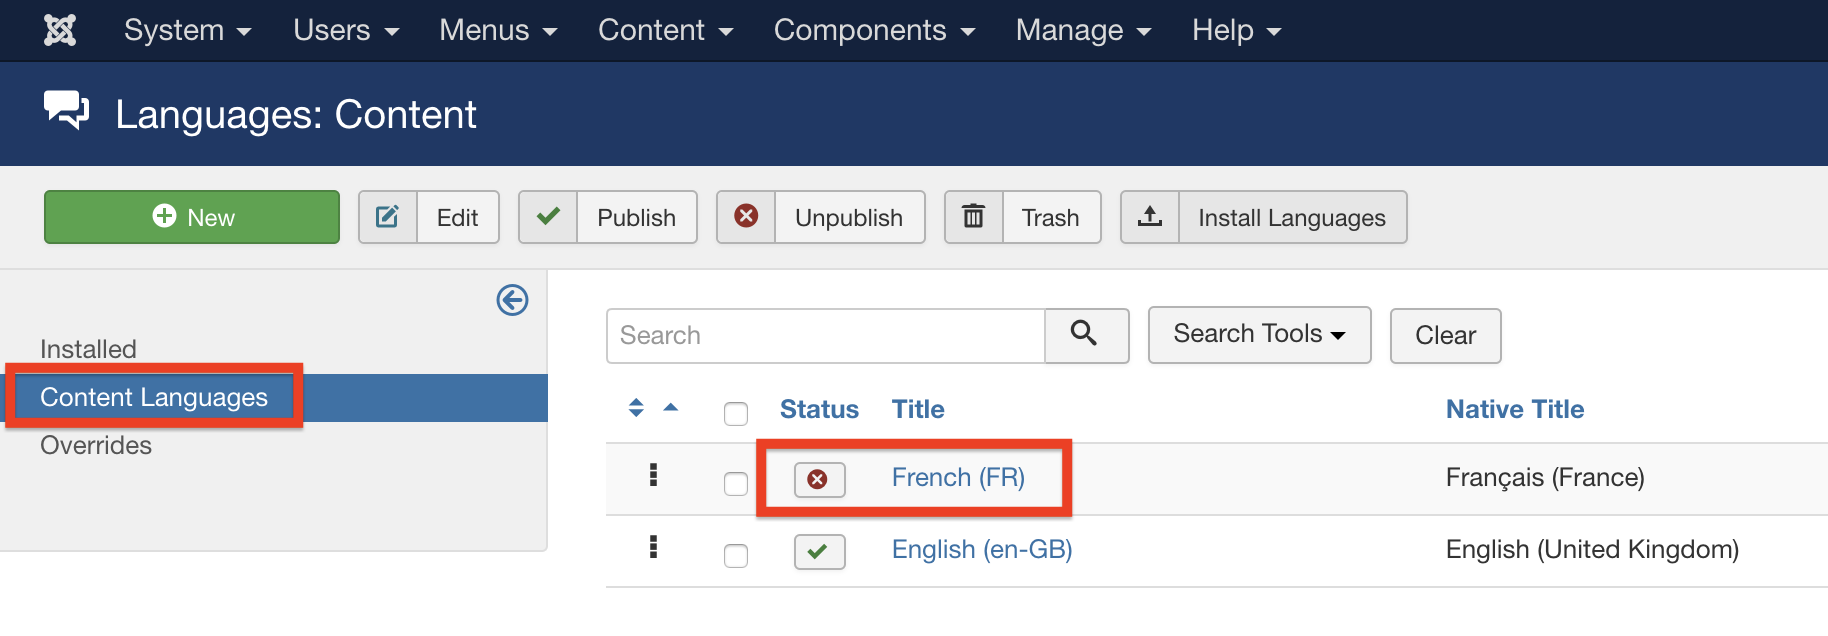 System Users Menus Content Components Manage Help
Languages: Content
New Edit Publish Unpublish Trash Install Languages
Installed
Content Languages
Overrides
Search Search Tools Clear
Status Title Native Title
French (FR) Français (France)
English (en-GB) English (United Kingdom)